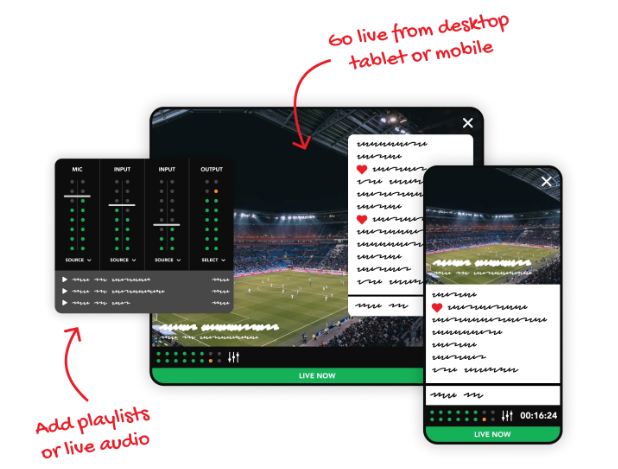 Go live from desktop
tablet or mobile
MIC INPUT INPUT OUTPUT
SOURCE SOURCE SOURCE SELECT
LIVE NOW
00:16:24
LIVE NOW
Add playlists
or live audio